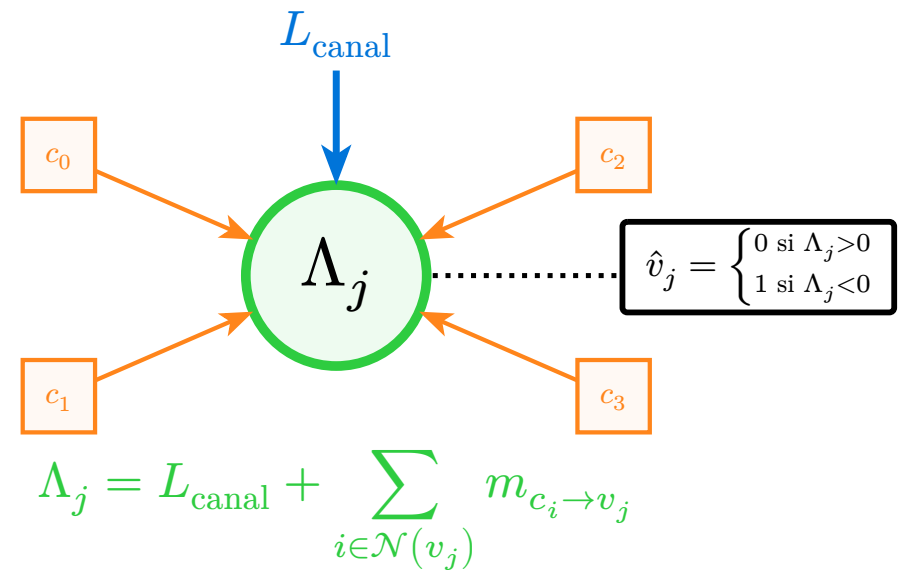 L_canal
c_0
c_2
Λ_j
v̂_j = { 0 si Λ_j>0
1 si Λ_j<0
c_1
c_3
Λ_j = L_canal + ∑_{i∈𝒩(v_j)} m_{c_i→v_j}